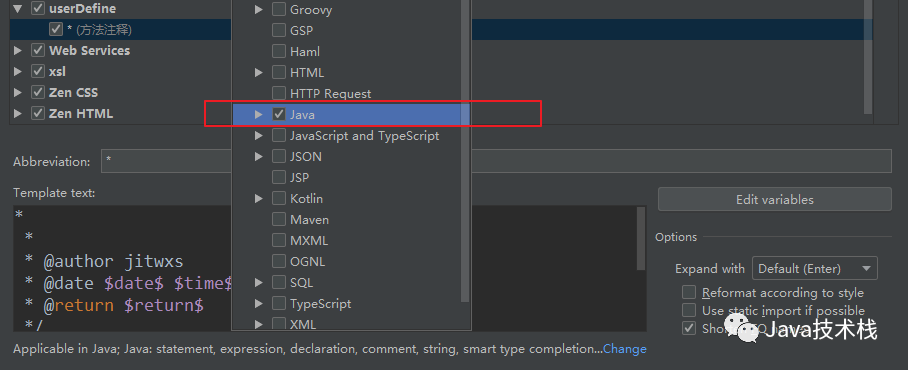 userDefine
* (方法注释)
Web Services
xsl
Zen CSS
Zen HTML
Groovy
GSP
Haml
HTML
HTTP Request
Java
JavaScript and TypeScript
JSON
JSP
Kotlin
Maven
MXML
OGNL
SQL
TypeScript
XML
Abbreviation: *
Template text:
*
*
* @author jitwxs
* @date $date$ $time$
* @return $return$
*/
Edit variables
Options
Expand with Default (Enter)
Reformat according to style
Use static import if possible
Applicable in Java; Java: statement, expression, declaration, comment, string, smart type completion...Change
Java技术栈